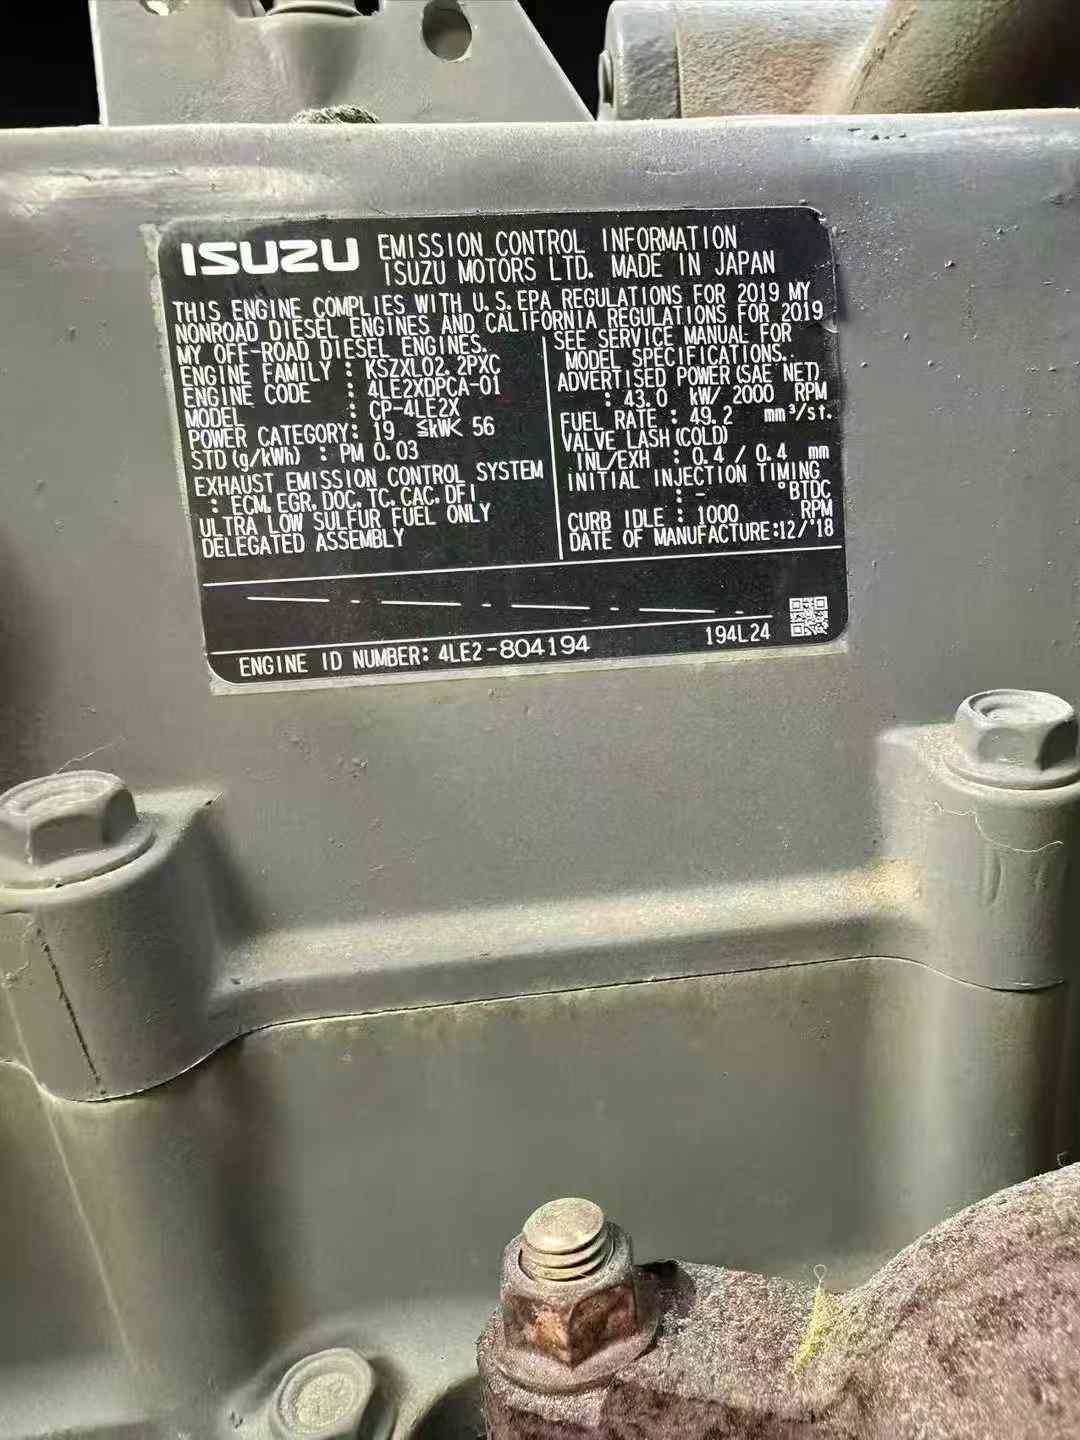 ISUZU EMISSION CONTROL INFORMATION
ISUZU MOTORS LTD. MADE IN JAPAN
THIS ENGINE COMPLIES WITH U.S.EPA REGULATIONS FOR 2019 MY
NONROAD DIESEL ENGINES AND CALIFORNIA REGULATIONS FOR 2019
MY OFF-ROAD DIESEL ENGINES.
ENGINE FAMILY : KSZXL02.2PXC
ENGINE CODE : 4LE2XDPCA-01
MODEL : CP-4LE2X
POWER CATEGORY: 19 ≦kW< 56
STD (g/kWh) : PM 0.03
EXHAUST EMISSION CONTROL SYSTEM
: ECM, EGR, DOC, TC, CAC, DFI
ULTRA LOW SULFUR FUEL ONLY
DELEGATED ASSEMBLY
SEE SERVICE MANUAL FOR
MODEL SPECIFICATIONS.
ADVERTISED POWER (SAE NET)
: 43.0 kW/ 2000 RPM
FUEL RATE : 49.2 mm³/st.
VALVE LASH (COLD)
INL/EXH : 0.4 / 0.4 mm
INITIAL INJECTION TIMING
: - °BTDC
CURB IDLE : 1000 RPM
DATE OF MANUFACTURE:12/'18
194L24
ENGINE ID NUMBER: 4LE2-804194